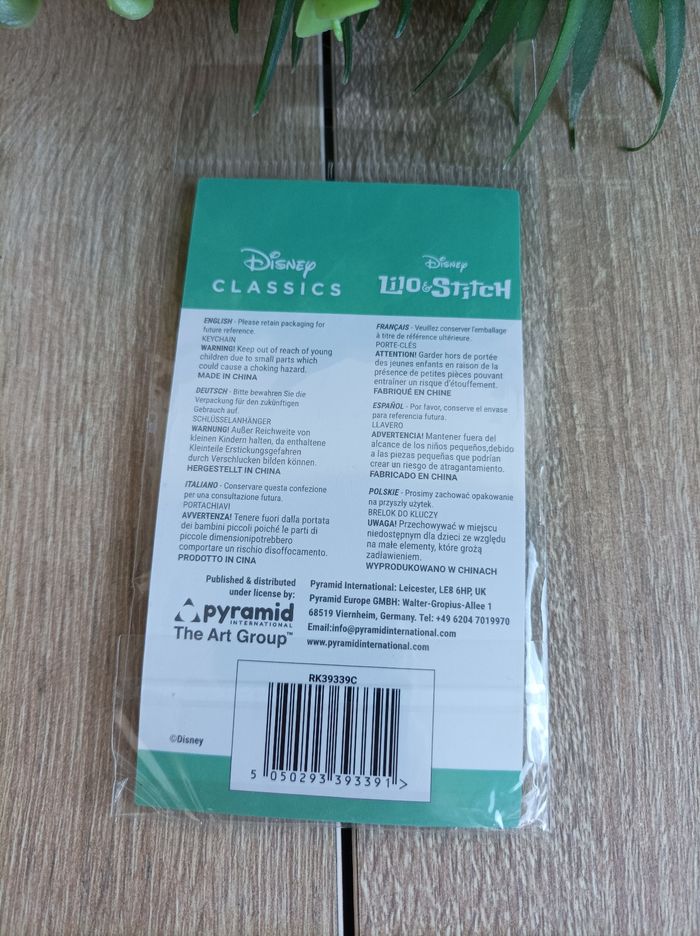 Disney
CLASSICS
Disney
Lilo & Stitch
ENGLISH - Please retain packaging for
future reference.
KEYCHAIN
WARNING! Keep out of reach of young
children due to small parts which
could cause a choking hazard.
MADE IN CHINA
DEUTSCH - Bitte bewahren Sie die
Verpackung für den zukünftigen
Gebrauch auf.
SCHLÜSSELANHÄNGER
WARNUNG! Außer Reichweite von
kleinen Kindern halten, da enthaltene
Kleinteile Erstickungsgefahren
durch Verschlucken bilden können.
HERGESTELLT IN CHINA
ITALIANO - Conservare questa confezione
per una consultazione futura.
PORTACHIAVI
AVVERTENZA! Tenere fuori dalla portata
dei bambini piccoli poiché le parti di
piccole dimensionipotrebbero
comportare un rischio disoffocamento.
PRODOTTO IN CINA
FRANÇAIS - Veuillez conserver l'emballage
à titre de référence ultérieure.
PORTE-CLÉS
ATTENTION! Garder hors de portée
des jeunes enfants en raison de la
présence de petites pièces pouvant
entraîner un risque d'étouffement.
FABRIQUÉ EN CHINE
ESPAÑOL - Por favor, conserve el envase
para referencia futura.
LLAVERO
ADVERTENCIA! Mantener fuera del
alcance de los niños pequeños,debido
a las piezas pequeñas que podrían
crear un riesgo de atragantamiento.
FABRICADO EN CHINA
POLSKIE - Prosimy zachować opakowanie
na przyszły użytek.
BRELOK DO KLUCZY
UWAGA! Przechowywać w miejscu
niedostępnym dla dzieci ze względu
na małe elementy, które grożą
zadławieniem.
WYPRODUKOWANO W CHINACH
Published & distributed
under license by:
pyramid
INTERNATIONAL
The Art Group™
Pyramid International: Leicester, LE8 6HP, UK
Pyramid Europe GMBH: Walter-Gropius-Allee 1
68519 Viernheim, Germany. Tel: +49 6204 7019970
Email:info@pyramidinternational.com
www.pyramidinternational.com
RK39339C
5 050293 393391 >
©Disney